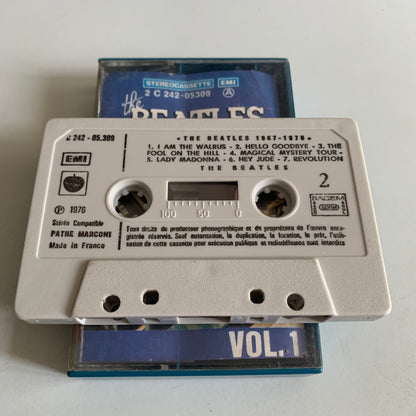 STEREOCASSETTE EMI
2 C 242-05309 A
the
BEATLES
C 242 - 05.309
• THE BEATLES 1967-1970 •
1. I AM THE WALRUS - 2. HELLO GOODBYE - 3. THE
FOOL ON THE HILL - 4. MAGICAL MYSTERY TOUR -
5. LADY MADONNA - 6. HEY JUDE - 7. REVOLUTION
THE BEATLES
EMI
2
100 50 0
SACEM
Ⓟ 1976
Stéréo Compatible
PATHE MARCONI
Made in France
Tous droits du producteur phonographique et du propriétaire de l'œuvre enre-
gistrée réservés. Sauf autorisation, la duplication, la location, le prêt, l'utili-
sation de cette cassette pour exécution publique et radiodiffusion sont interdits
VOL. 1